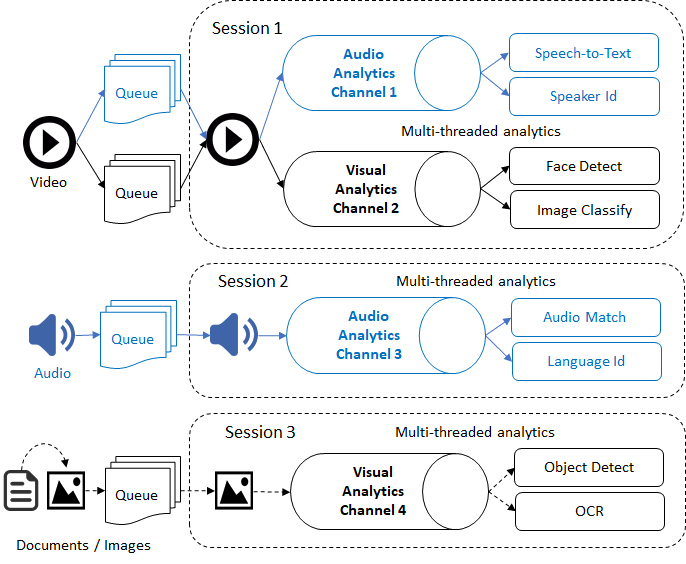 Session 1
Audio
Analytics
Channel 1
Speech-to-Text
Queue
Speaker Id
Multi-threaded analytics
Video
Queue
Visual
Analytics
Channel 2
Face Detect
Image Classify
Session 2
Multi-threaded analytics
Audio
Queue
Audio
Analytics
Channel 3
Audio Match
Language Id
Session 3
Multi-threaded analytics
Queue
Visual
Analytics
Channel 4
Object Detect
OCR
Documents / Images